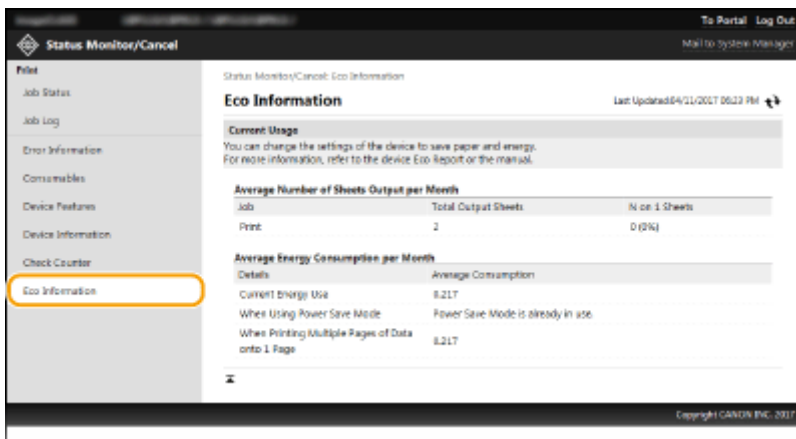 To Portal Log Out
Status Monitor/Cancel
Mail to System Manager
Print
Job Status
Job Log
Error Information
Consumables
Device Features
Device Information
Check Counter
Eco Information
Status Monitor/Cancel: Eco Information
Eco Information
Last Updated:04/11/2017 06:23 PM
Current Usage
You can change the settings of the device to save paper and energy.
For more information, refer to the device Eco Report or the manual.
Average Number of Sheets Output per Month
Job Total Output Sheets N on 1 Sheets
Print 2 0 (0%)
Average Energy Consumption per Month
Details Average Consumption
Current Energy Use
When Using Power Save Mode Power Save Mode is already in use.
When Printing Multiple Pages of Data
onto 1 Page
Copyright CANON INC. 2017